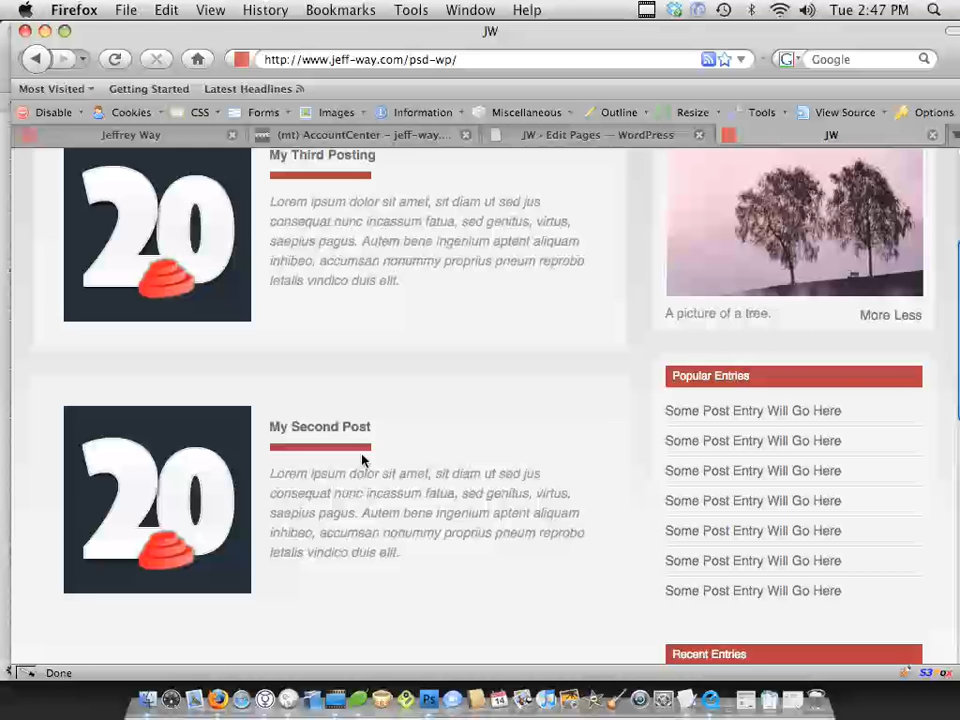 Firefox File Edit View History Bookmarks Tools Window Help Tue 2:47 PM
JW
http://www.jeff-way.com/psd-wp/ Google
Most Visited Getting Started Latest Headlines
Disable Cookies CSS Forms Images Information Miscellaneous Outline Resize Tools View Source Options
Jeffrey Way (mt) AccountCenter - jeff-way.... JW - Edit Pages — WordPress JW
20
My Third Posting
Lorem ipsum dolor sit amet, sit diam ut sed jus
consequat nunc incassum fatua, sed genitus, virtus,
saepius pagus. Autem bene ingenium aptent aliquam
inhibeo, accumsan nonummy proprius pneum reprobo
letalis vindico duis elit.
A picture of a tree. More Less
20
My Second Post
Lorem ipsum dolor sit amet, sit diam ut sed jus
consequat nunc incassum fatua, sed genitus, virtus,
saepius pagus. Autem bene ingenium aptent aliquam
inhibeo, accumsan nonummy proprius pneum reprobo
letalis vindico duis elit.
Popular Entries
Some Post Entry Will Go Here
Some Post Entry Will Go Here
Some Post Entry Will Go Here
Some Post Entry Will Go Here
Some Post Entry Will Go Here
Some Post Entry Will Go Here
Some Post Entry Will Go Here
Recent Entries
Done S3Fox
Ps 14